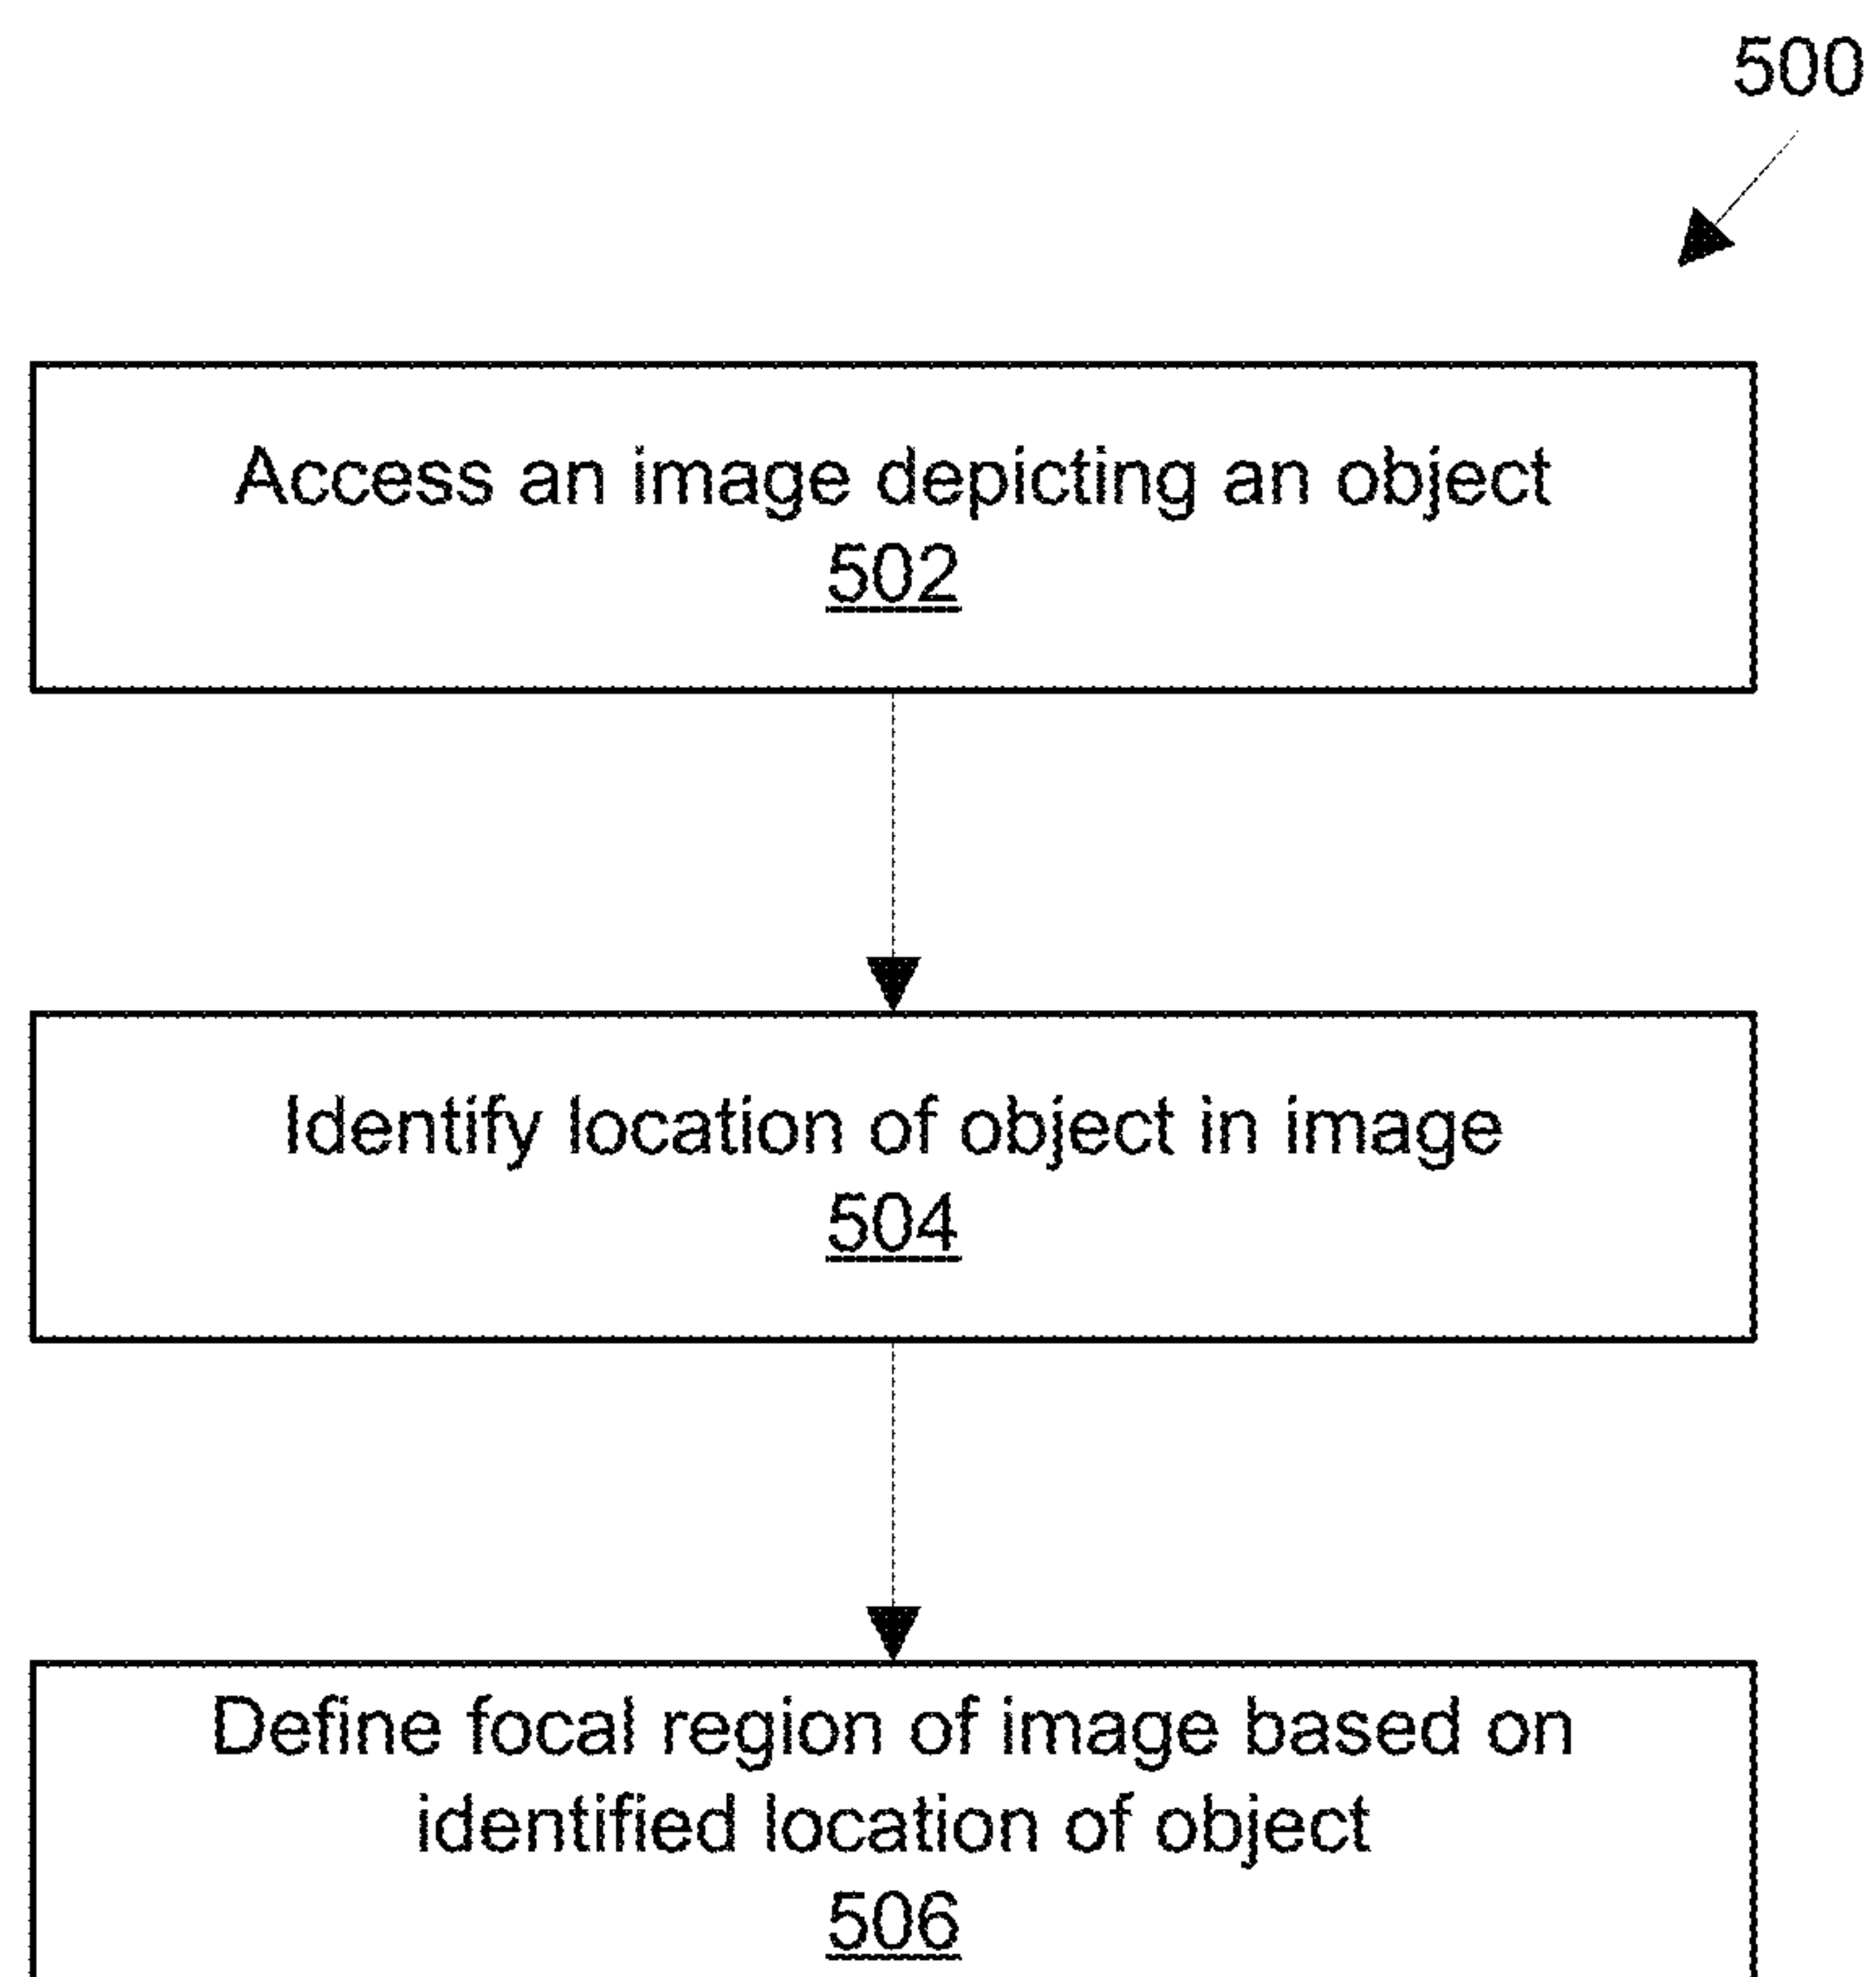 500
Access an image depicting an object
502
Identify location of object in image
504
Define focal region of image based on
identified location of object
506